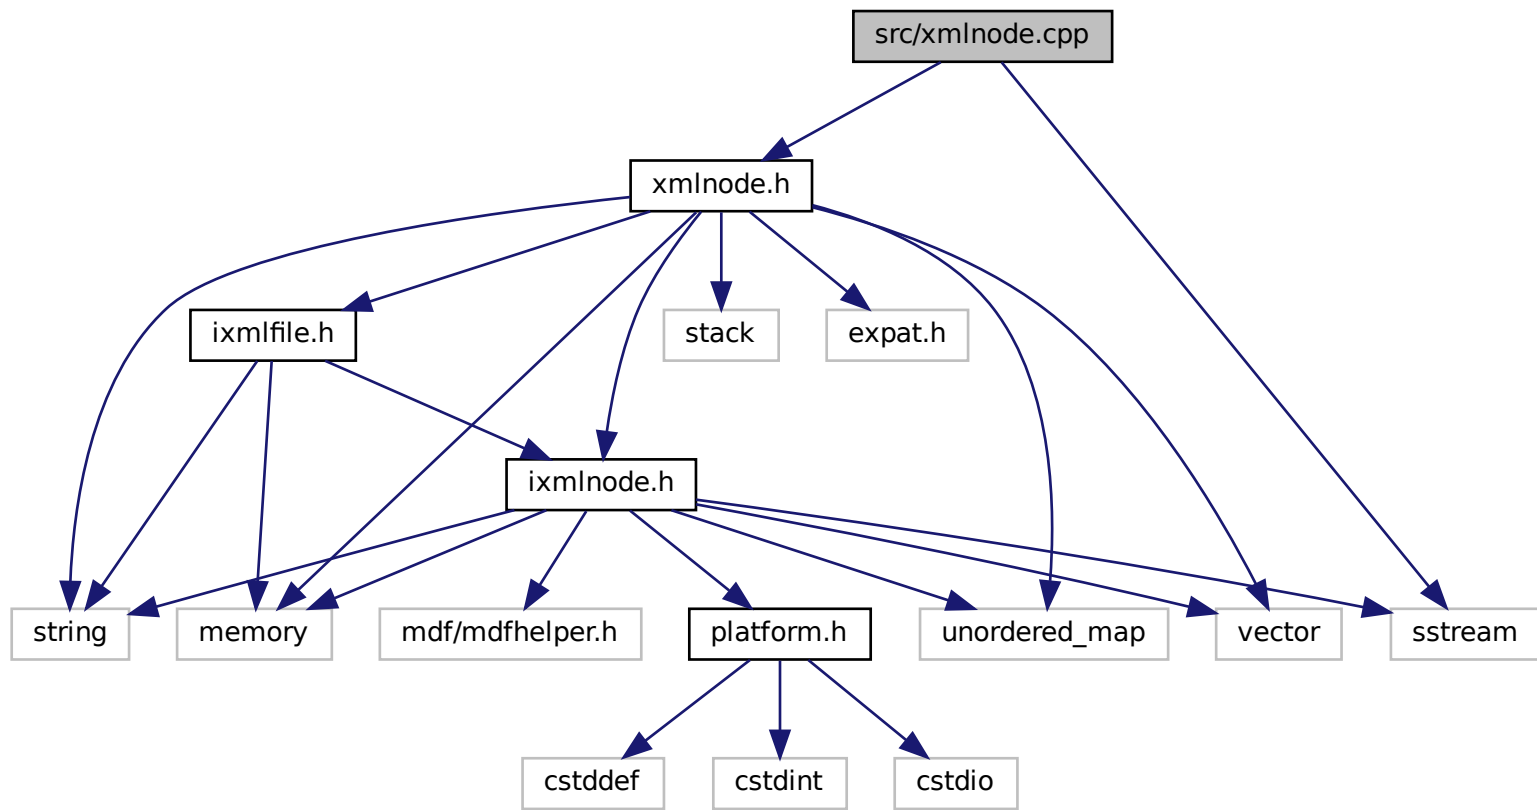 src/xmlnode.cpp
xmlnode.h
ixmlfile.h
stack
expat.h
ixmlnode.h
string
memory
mdf/mdfhelper.h
platform.h
unordered_map
vector
sstream
cstddef
cstdint
cstdio